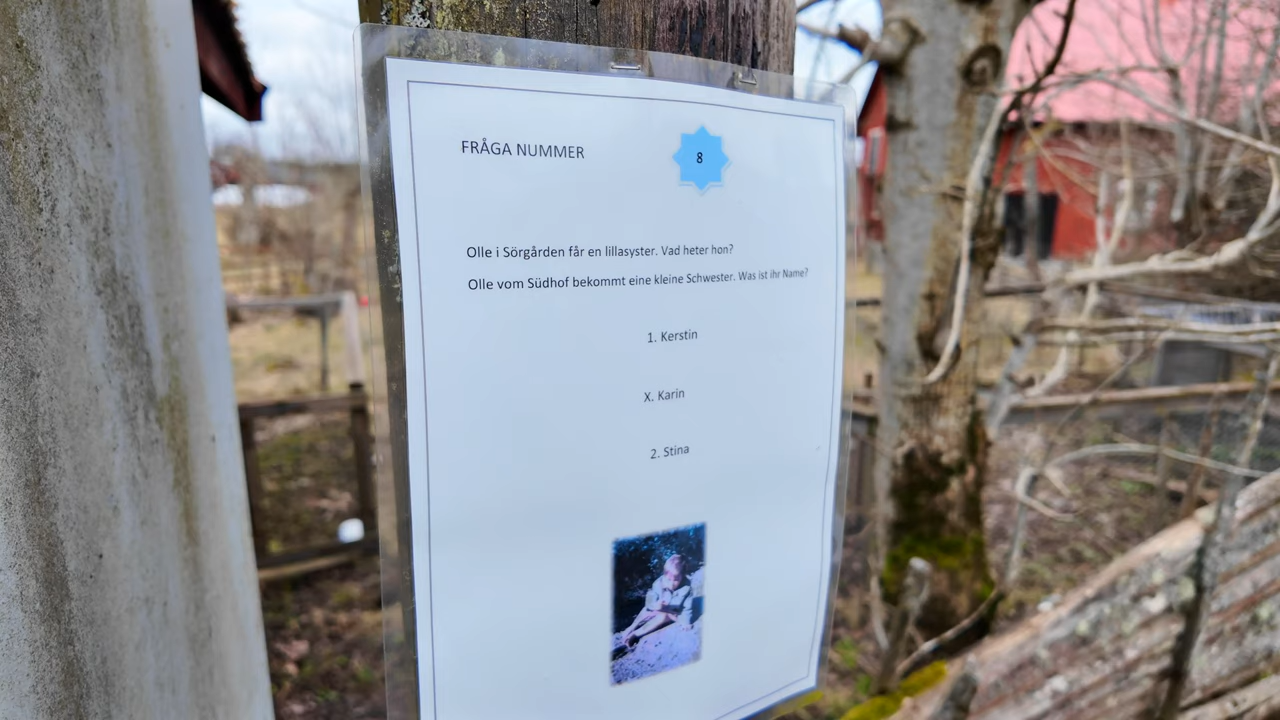 FRÅGA NUMMER 8
Olle i Sörgården får en lillasyster. Vad heter hon?
Olle vom Südhof bekommt eine kleine Schwester. Was ist ihr Name?
1. Kerstin
X. Karin
2. Stina